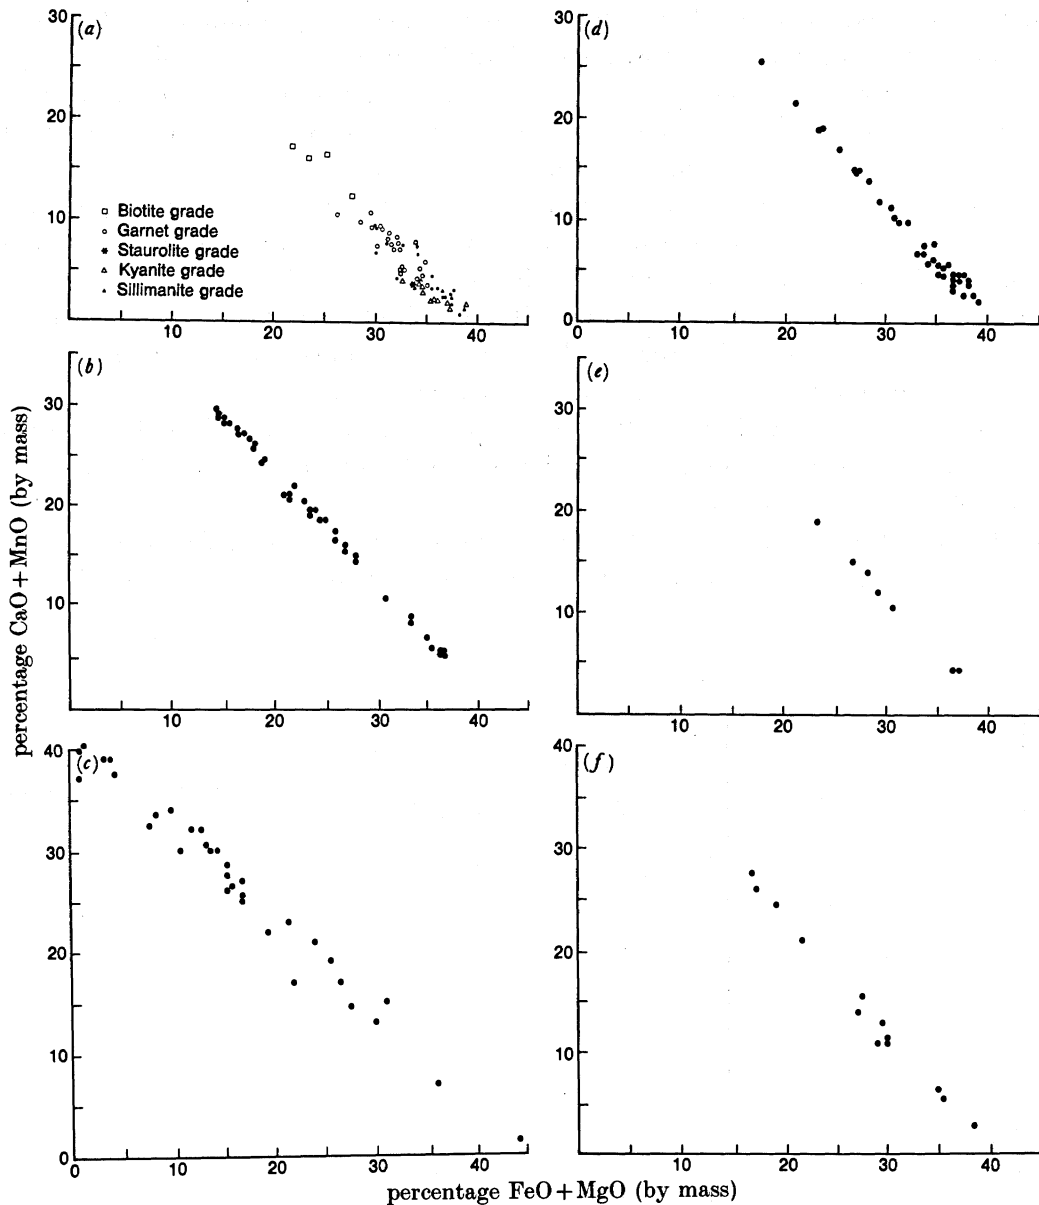 (a)
30
20
10
□ Biotite grade
○ Garnet grade
* Staurolite grade
△ Kyanite grade
▴ Sillimanite grade
10 20 30 40
(d)
30
20
10
0
0 10 20 30 40
(b)
30
20
10
10 20 30 40
(e)
30
20
10
10 20 30 40
(c)
40
30
20
10
0
0 10 20 30 40
(f)
40
30
20
10
0
10 20 30 40
percentage CaO + MnO (by mass)
percentage FeO + MgO (by mass)